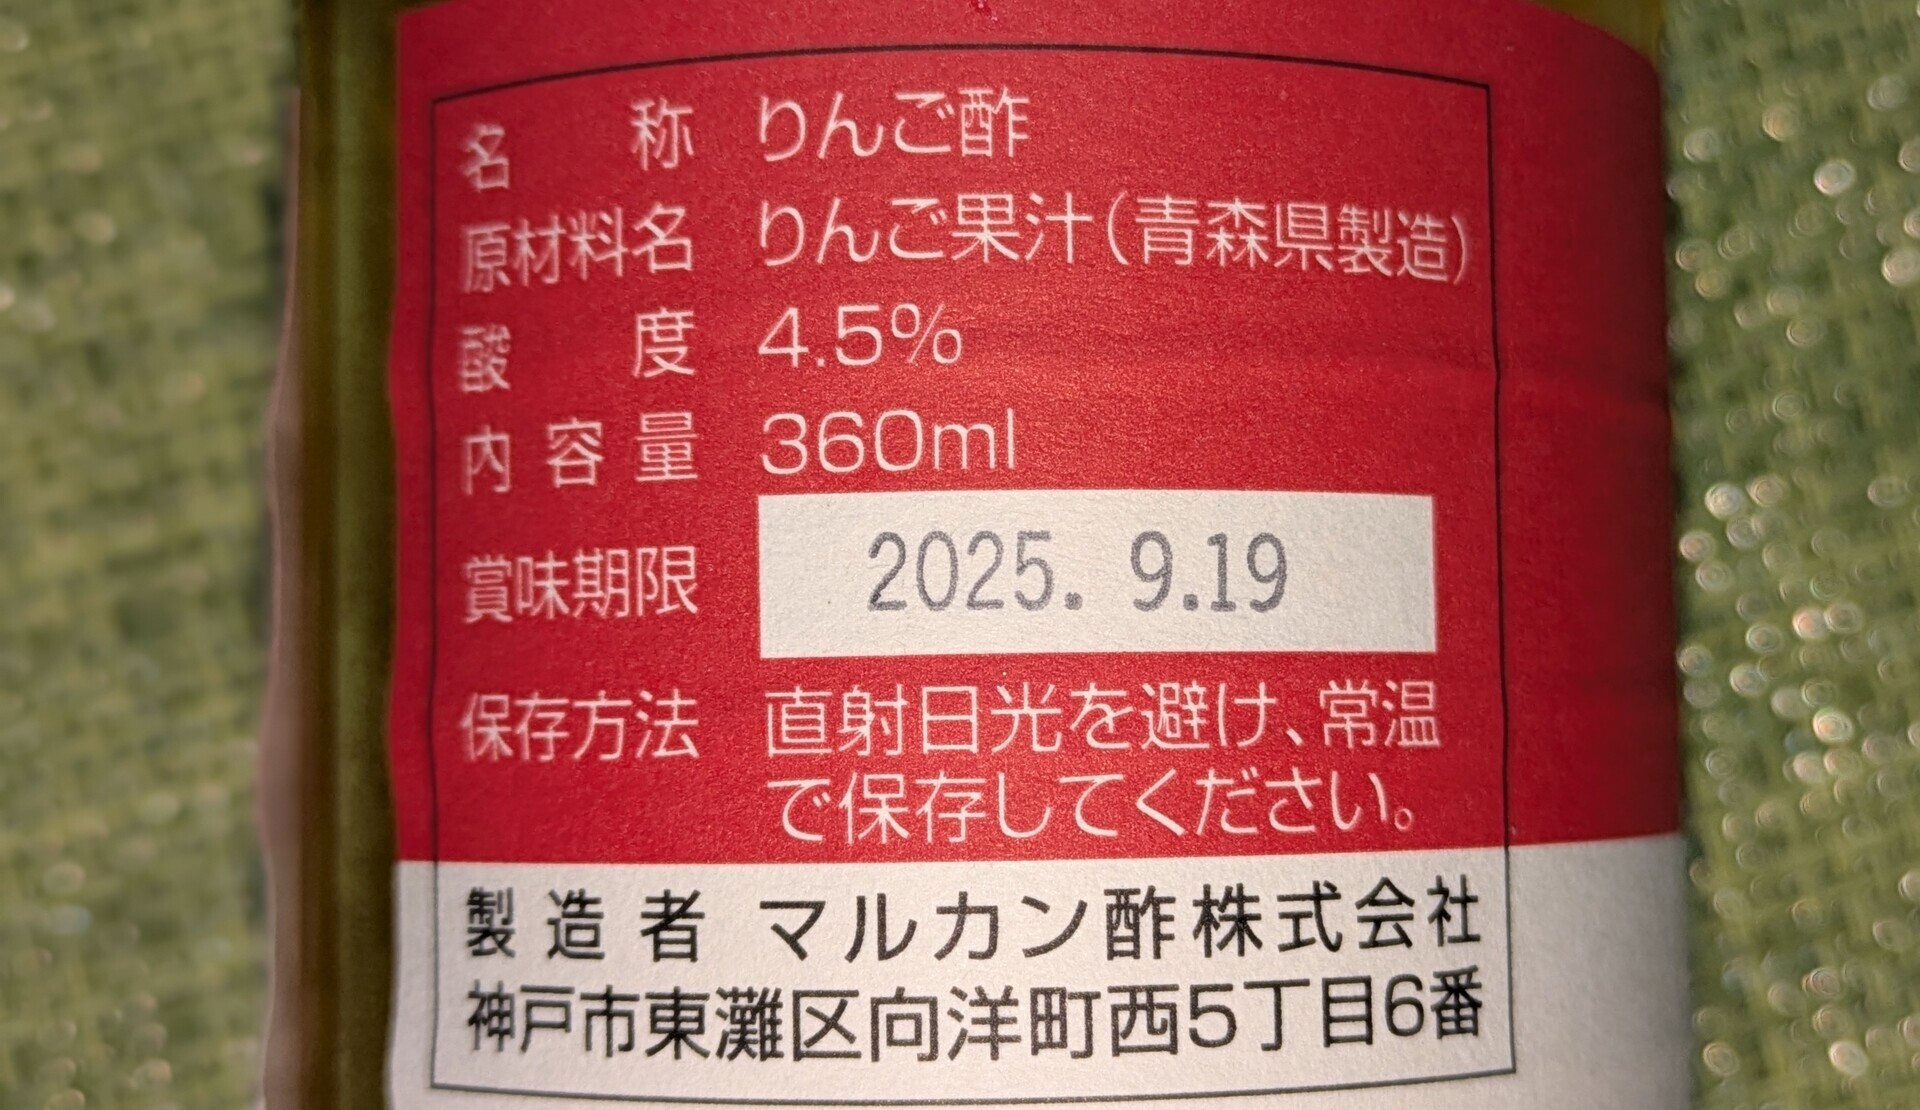 名称 りんご酢
原材料名 りんご果汁(青森県製造)
酸度 4.5%
内容量 360ml
賞味期限 2025. 9.19
保存方法 直射日光を避け、常温
で保存してください。
製造者 マルカン酢株式会社
神戸市東灘区向洋町西5丁目6番